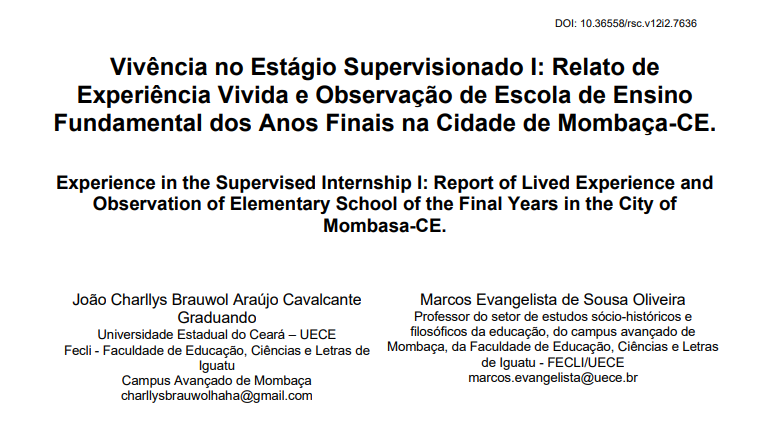 DOI: 10.36558/rsc.v12i2.7636
Vivência no Estágio Supervisionado I: Relato de
Experiência Vivida e Observação de Escola de Ensino
Fundamental dos Anos Finais na Cidade de Mombaça-CE.
Experience in the Supervised Internship I: Report of Lived Experience and
Observation of Elementary School of the Final Years in the City of
Mombasa-CE.
João Charllys Brauwol Araújo Cavalcante
Graduando
Universidade Estadual do Ceará – UECE
Fecli - Faculdade de Educação, Ciências e Letras de
Iguatu
Campus Avançado de Mombaça
charllysbrauwolhaha@gmail.com
Marcos Evangelista de Sousa Oliveira
Professor do setor de estudos sócio-históricos e
filosóficos da educação, do campus avançado de
Mombaça, da Faculdade de Educação, Ciências e Letras
de Iguatu - FECLI/UECE
marcos.evangelista@uece.br